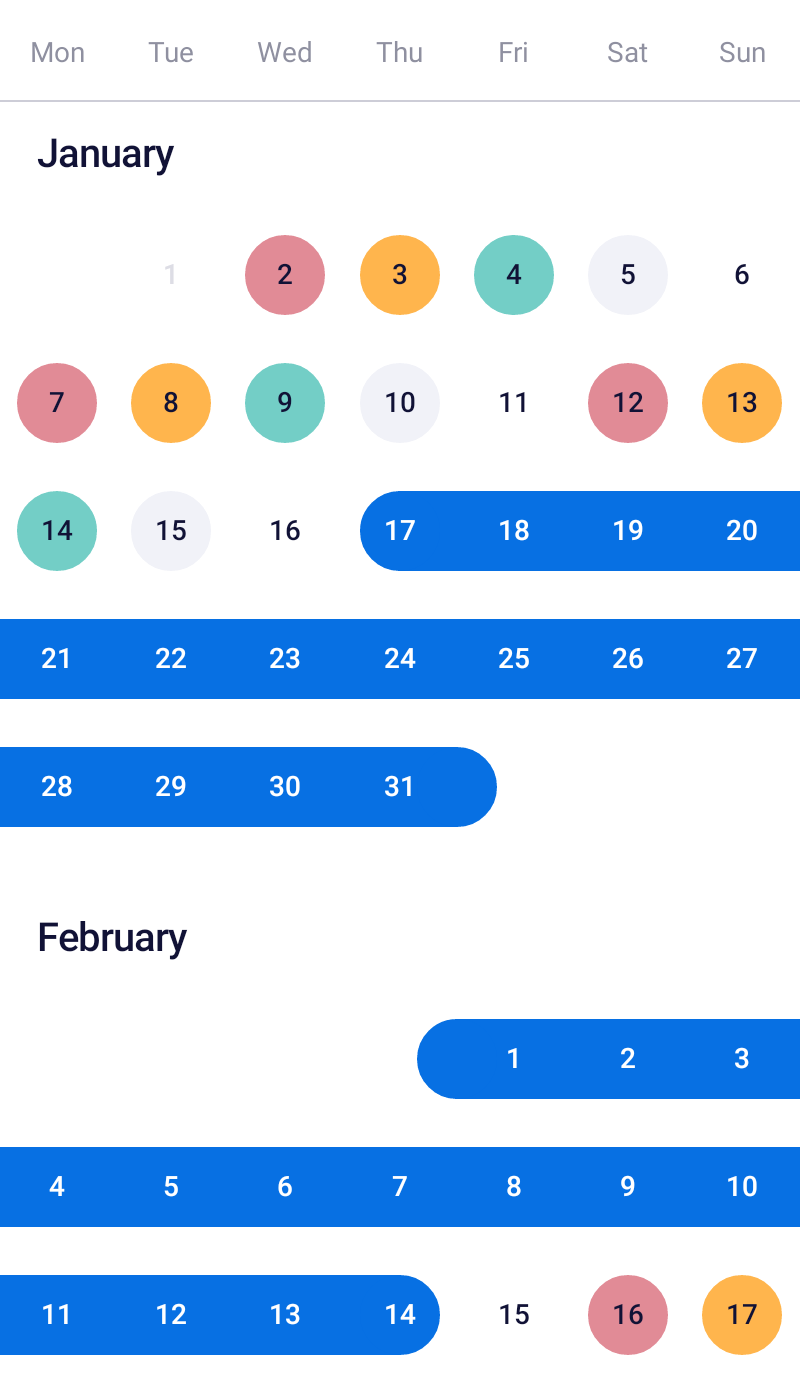 Mon Tue Wed Thu Fri Sat Sun
January
1 2 3 4 5 6
7 8 9 10 11 12 13
14 15 16 17 18 19 20
21 22 23 24 25 26 27
28 29 30 31
February
1 2 3
4 5 6 7 8 9 10
11 12 13 14 15 16 17